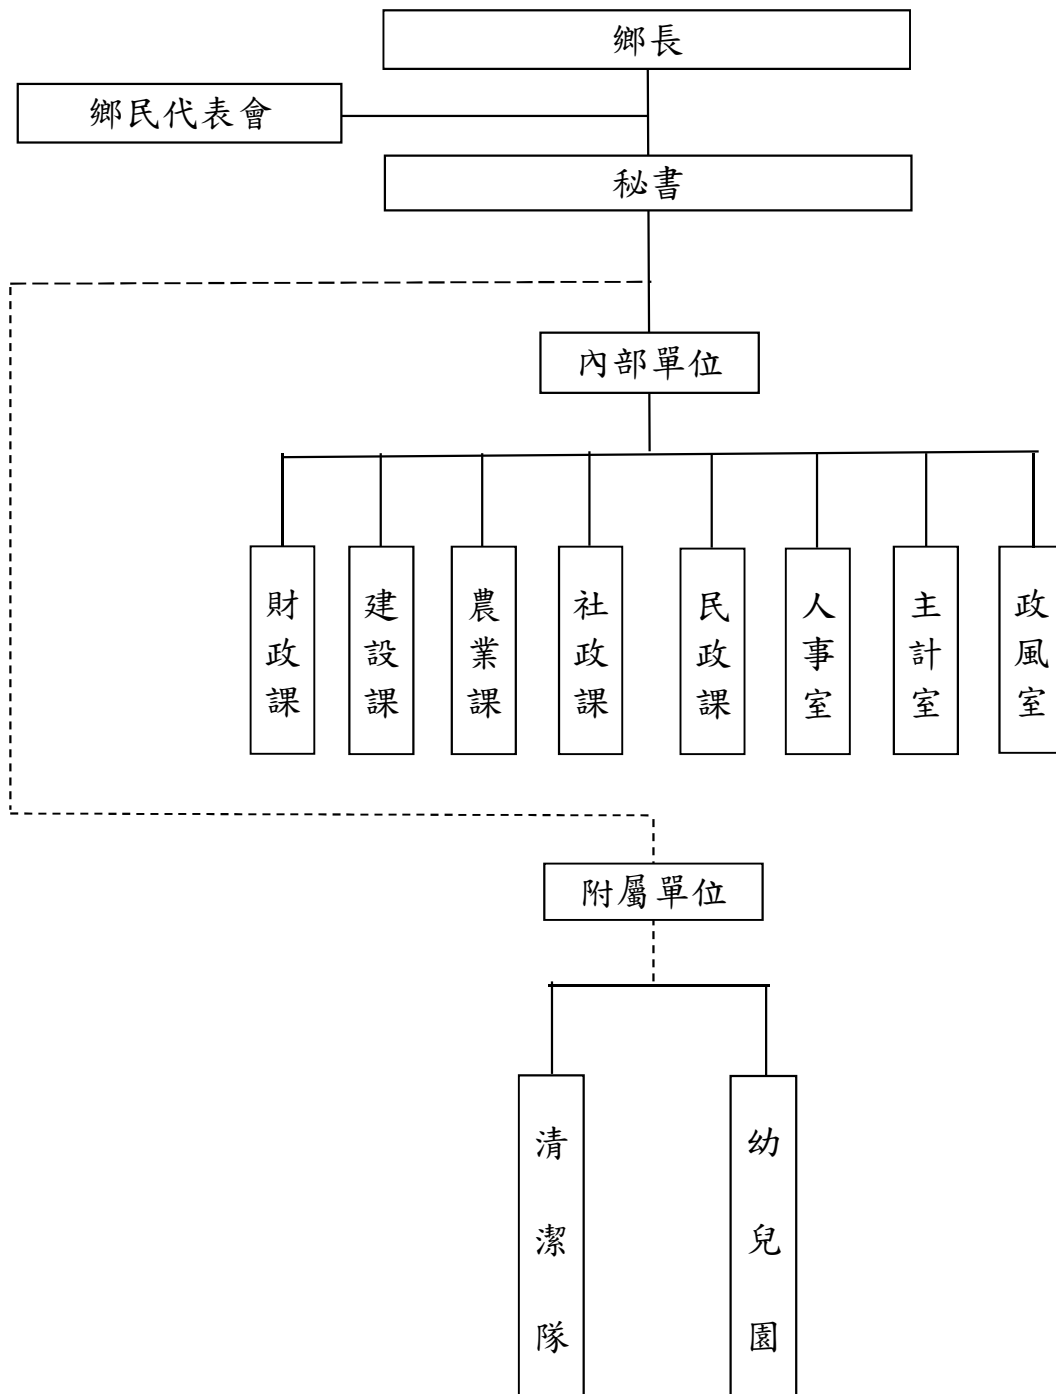 鄉長
鄉民代表會
秘書
內部單位
財政課
建設課
農業課
社政課
民政課
人事室
主計室
政風室
附屬單位
清潔隊
幼兒園